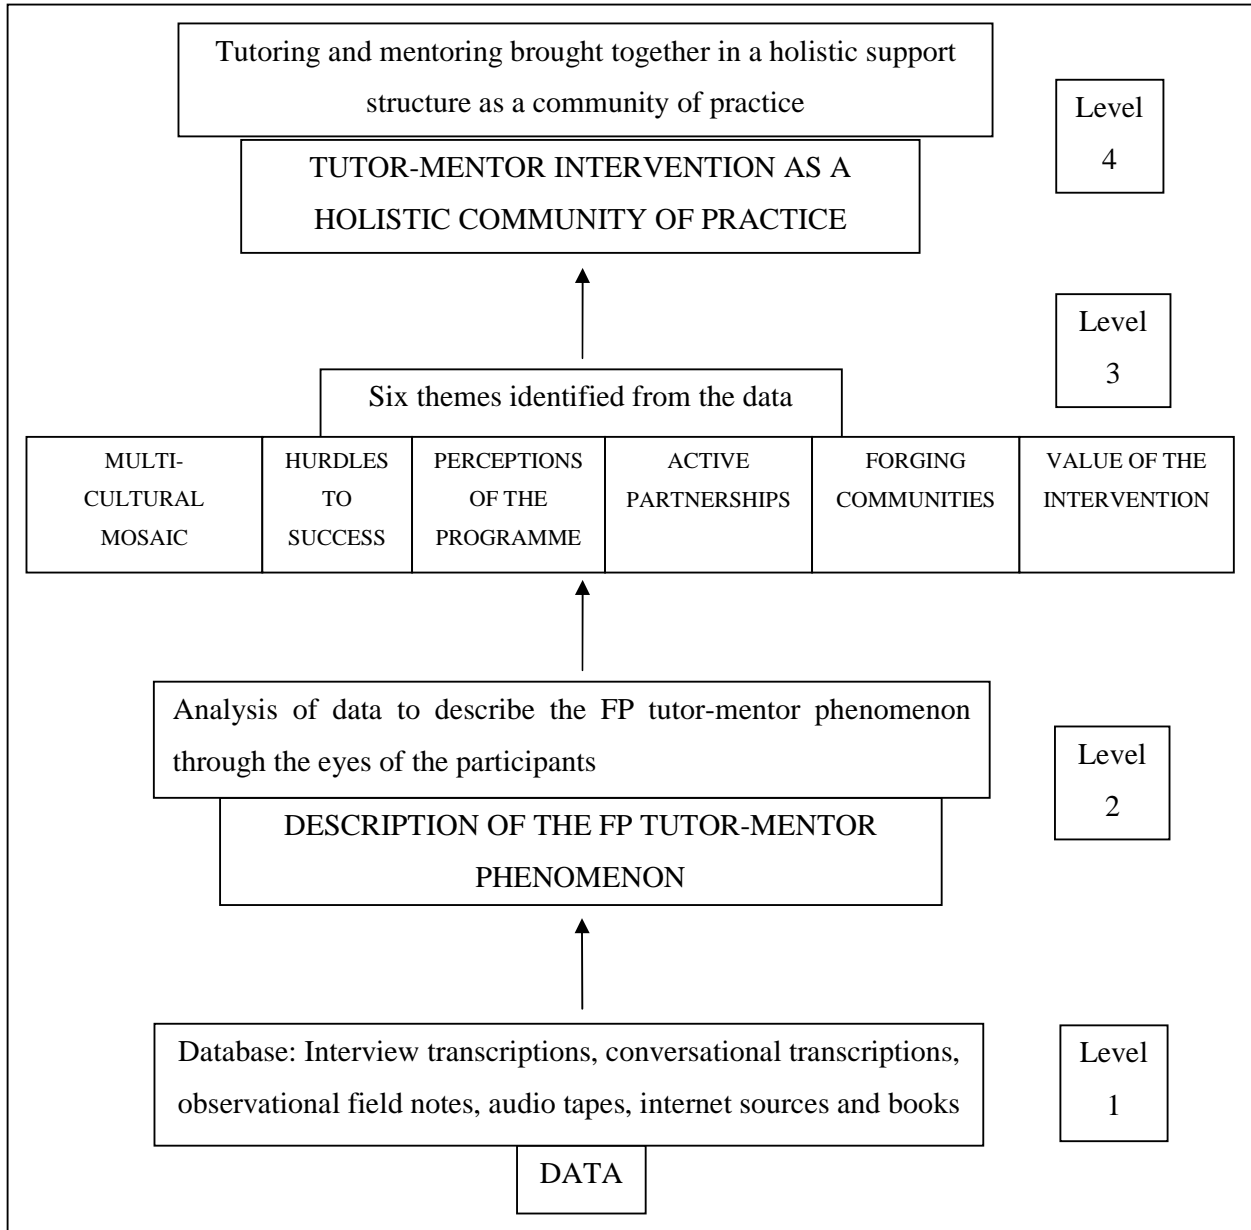 Tutoring and mentoring brought together in a holistic support
structure as a community of practice
Level
4
TUTOR-MENTOR INTERVENTION AS A
HOLISTIC COMMUNITY OF PRACTICE
Level
3
Six themes identified from the data
MULTI-
CULTURAL
MOSAIC
HURDLES
TO
SUCCESS
PERCEPTIONS
OF THE
PROGRAMME
ACTIVE
PARTNERSHIPS
FORGING
COMMUNITIES
VALUE OF THE
INTERVENTION
Analysis of data to describe the FP tutor-mentor phenomenon
through the eyes of the participants
Level
2
DESCRIPTION OF THE FP TUTOR-MENTOR
PHENOMENON
Database: Interview transcriptions, conversational transcriptions,
observational field notes, audio tapes, internet sources and books
Level
1
DATA